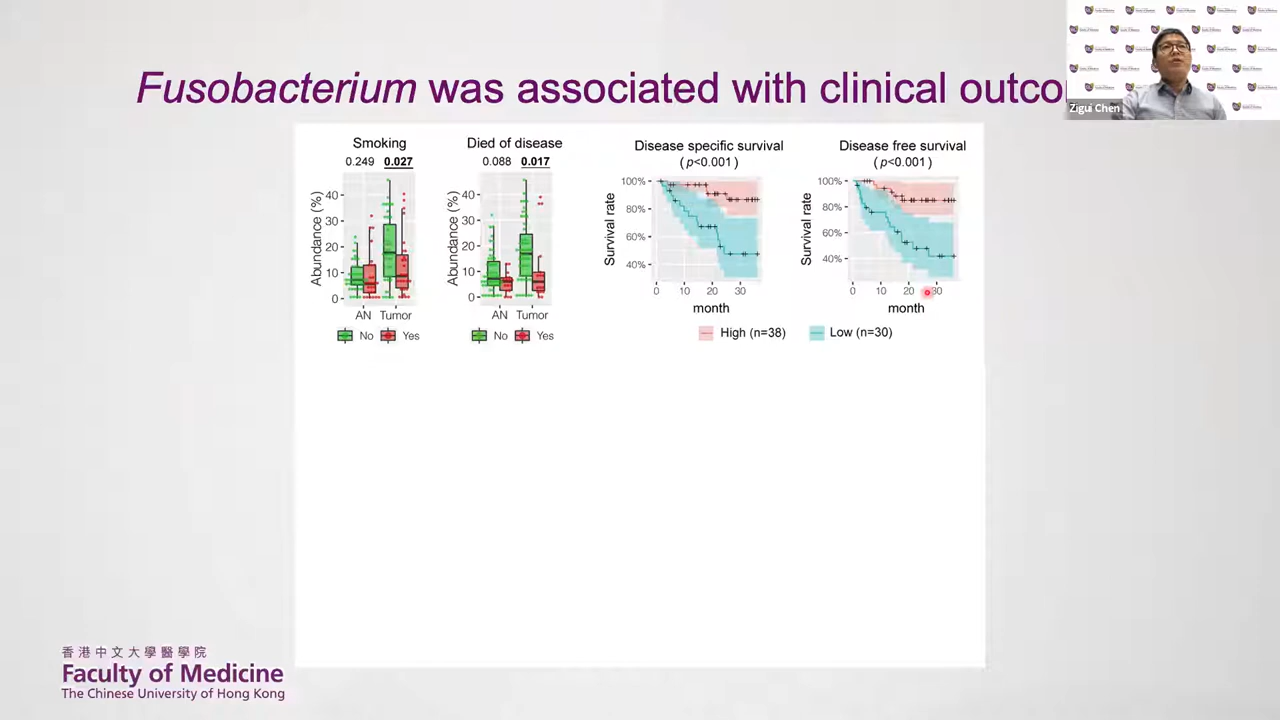 Fusobacterium was associated with clinical outco
Zigui Chen
Smoking
0.249 0.027
Abundance (%)
40
30
20
10
0
AN Tumor
No Yes
Died of disease
0.088 0.017
Abundance (%)
40
30
20
10
0
AN Tumor
No Yes
Disease specific survival
(p<0.001)
Survival rate
100%
80%
60%
40%
0 10 20 30
month
Disease free survival
(p<0.001)
Survival rate
100%
80%
60%
40%
0 10 20 30
month
High (n=38) Low (n=30)
香港中文大學醫學院
Faculty of Medicine
The Chinese University of Hong Kong